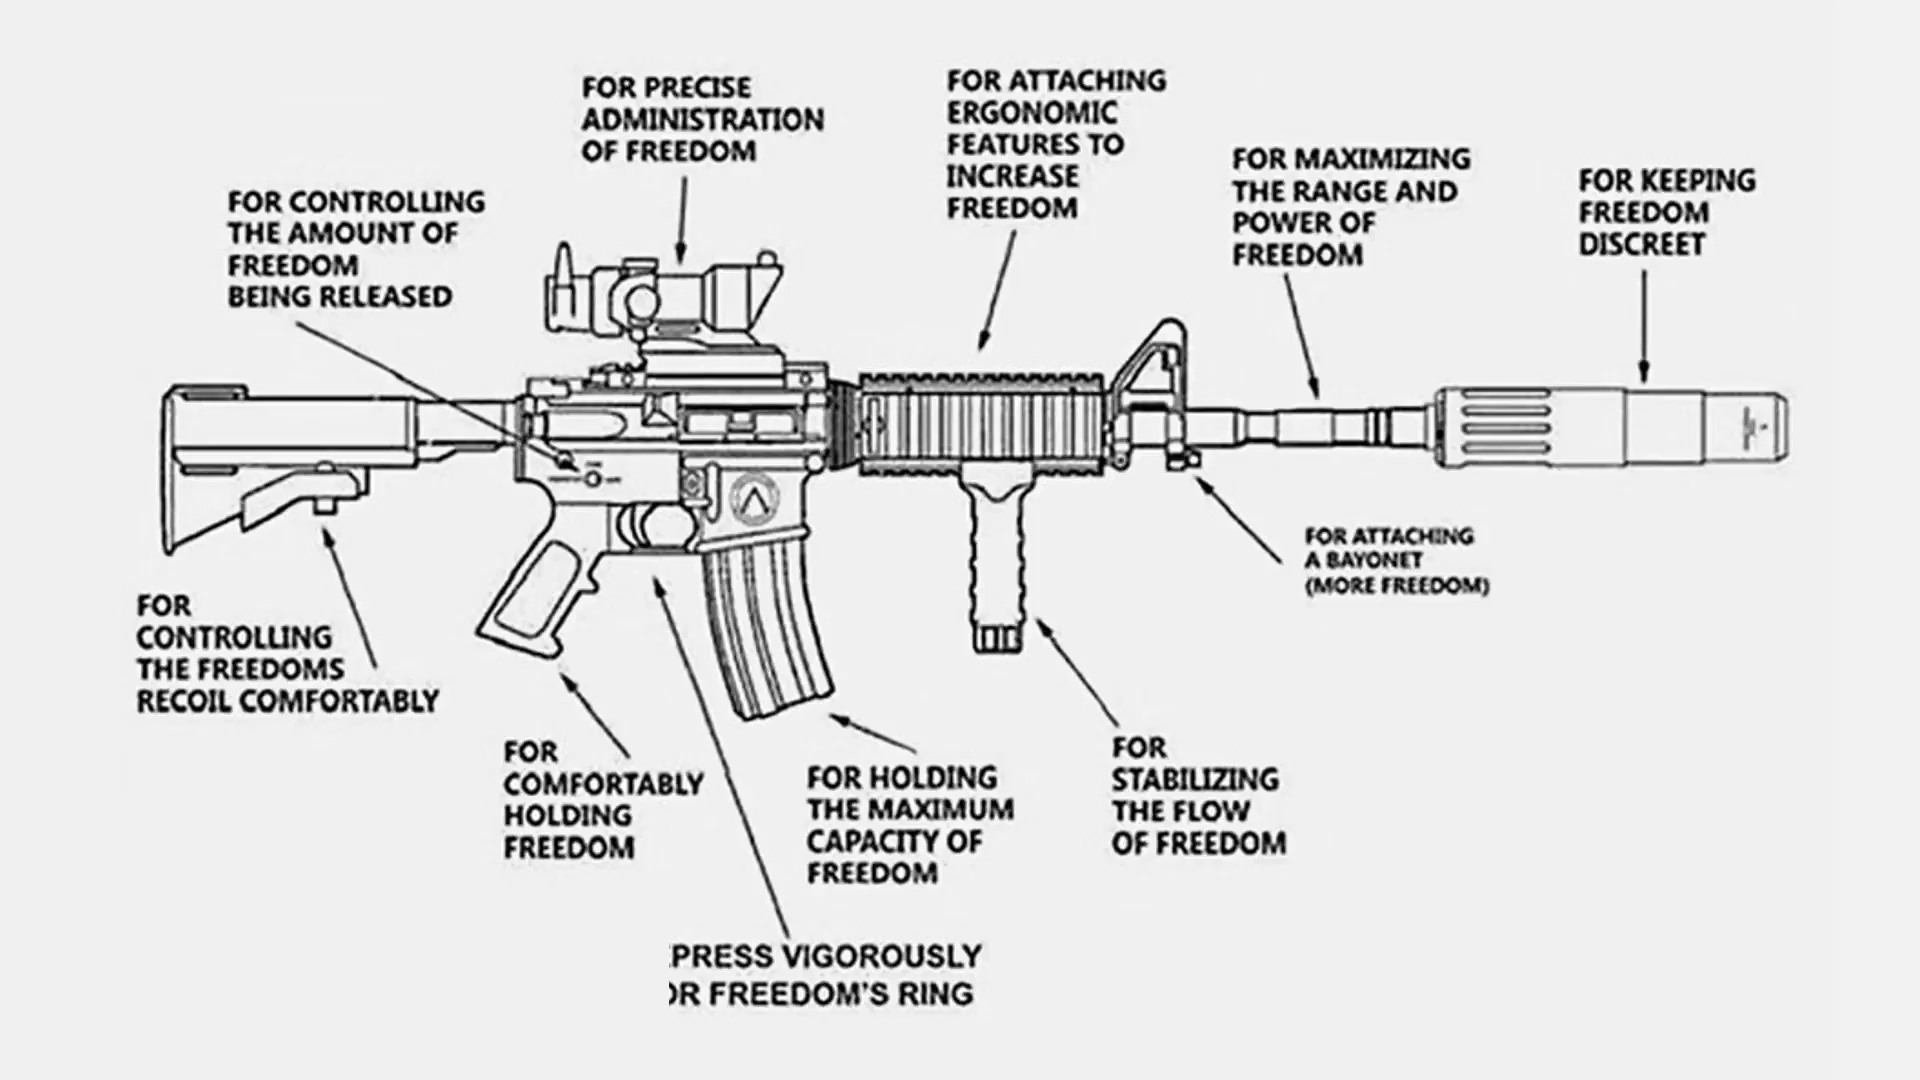 FOR PRECISE
ADMINISTRATION
OF FREEDOM
FOR ATTACHING
ERGONOMIC
FEATURES TO
INCREASE
FREEDOM
FOR MAXIMIZING
THE RANGE AND
POWER OF
FREEDOM
FOR KEEPING
FREEDOM
DISCREET
FOR CONTROLLING
THE AMOUNT OF
FREEDOM
BEING RELEASED
FOR ATTACHING
A BAYONET
(MORE FREEDOM)
FOR
CONTROLLING
THE FREEDOMS
RECOIL COMFORTABLY
FOR
COMFORTABLY
HOLDING
FREEDOM
FOR HOLDING
THE MAXIMUM
CAPACITY OF
FREEDOM
FOR
STABILIZING
THE FLOW
OF FREEDOM
PRESS VIGOROUSLY
OR FREEDOM'S RING